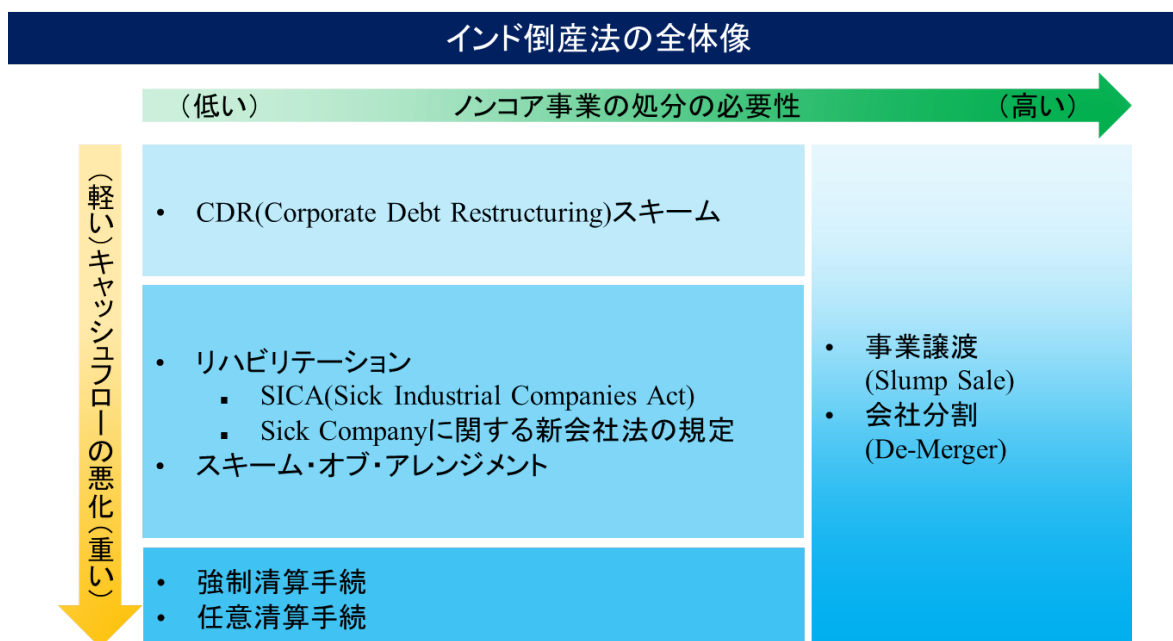 インド倒産法の全体像
（低い） ノンコア事業の処分の必要性 （高い）
（軽い）キャッシュフローの悪化（重い）
• CDR(Corporate Debt Restructuring)スキーム
• リハビリテーション
▪ SICA(Sick Industrial Companies Act)
▪ Sick Companyに関する新会社法の規定
• スキーム・オブ・アレンジメント
• 強制清算手続
• 任意清算手続
• 事業譲渡
(Slump Sale)
• 会社分割
(De-Merger)